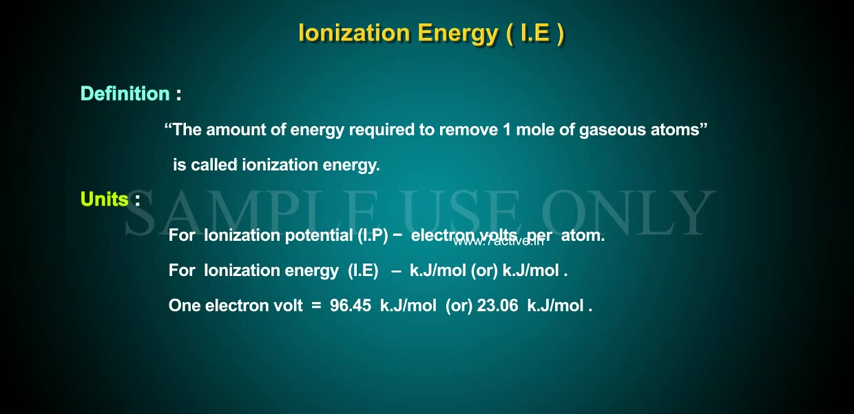 Ionization Energy ( I.E )
Definition :
“The amount of energy required to remove 1 mole of gaseous atoms”
is called ionization energy.
SAMPLE USE ONLY
Units :
For Ionization potential (I.P) – electron volts per atom.
www.7active.in
For Ionization energy (I.E) – k.J/mol (or) k.J/mol .
One electron volt = 96.45 k.J/mol (or) 23.06 k.J/mol .